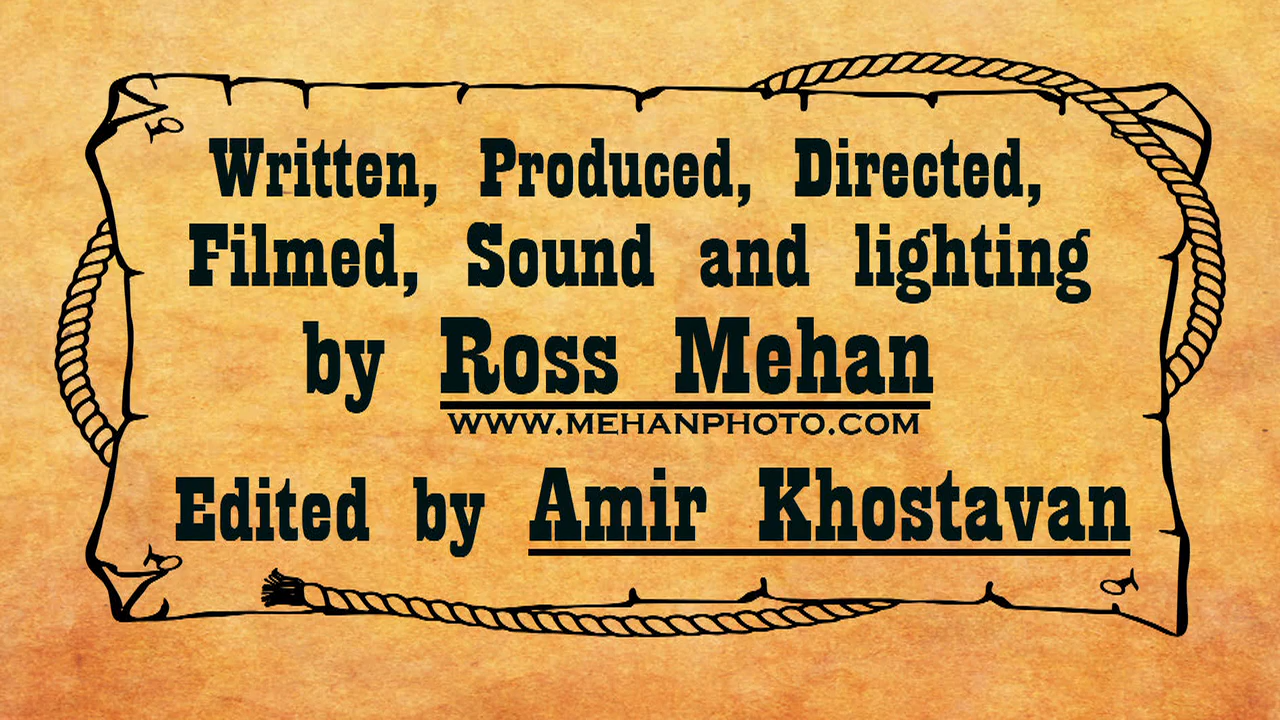 Written, Produced, Directed,
Filmed, Sound and lighting
by Ross Mehan
WWW.MEHANPHOTO.COM
Edited by Amir Khostavan